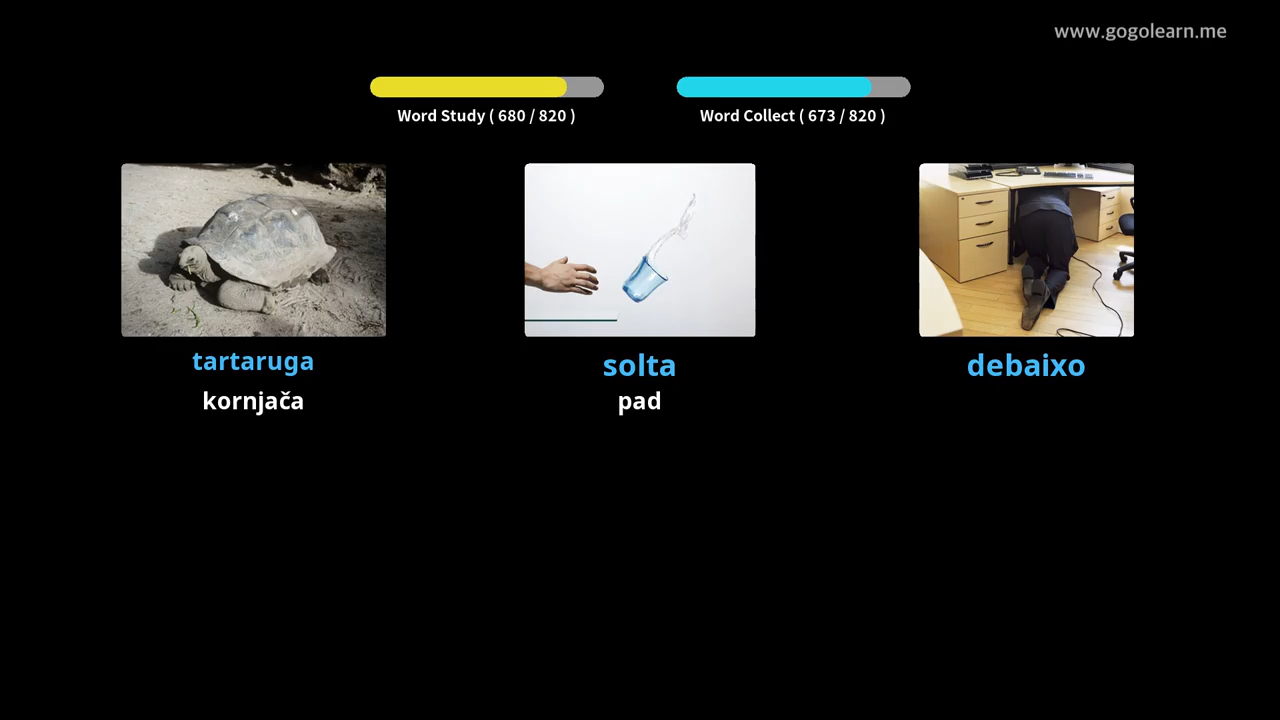 www.gogolearn.me
Word Study ( 680 / 820 )
Word Collect ( 673 / 820 )
tartaruga
kornjača
solta
pad
debaixo